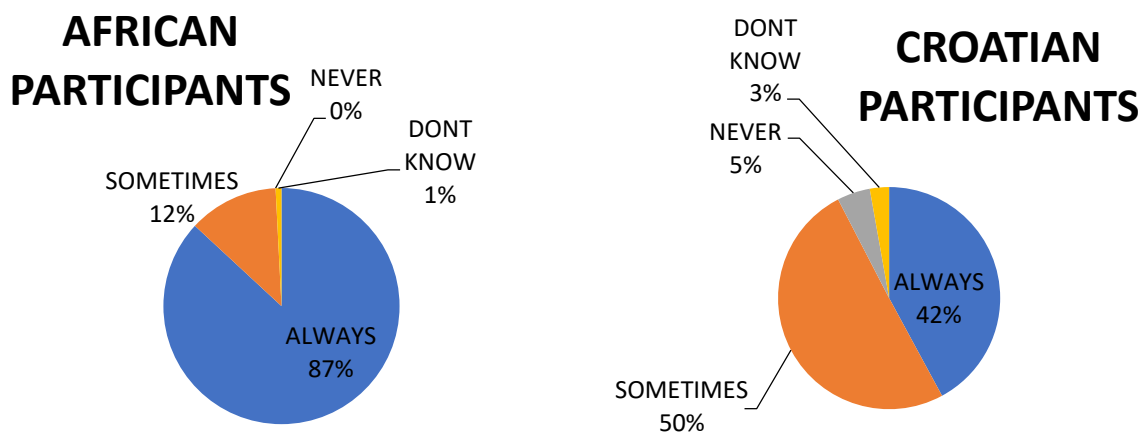 AFRICAN
PARTICIPANTS
NEVER
0%
DONT
KNOW
1%
SOMETIMES
12%
ALWAYS
87%
CROATIAN
PARTICIPANTS
DONT
KNOW
3%
NEVER
5%
ALWAYS
42%
SOMETIMES
50%